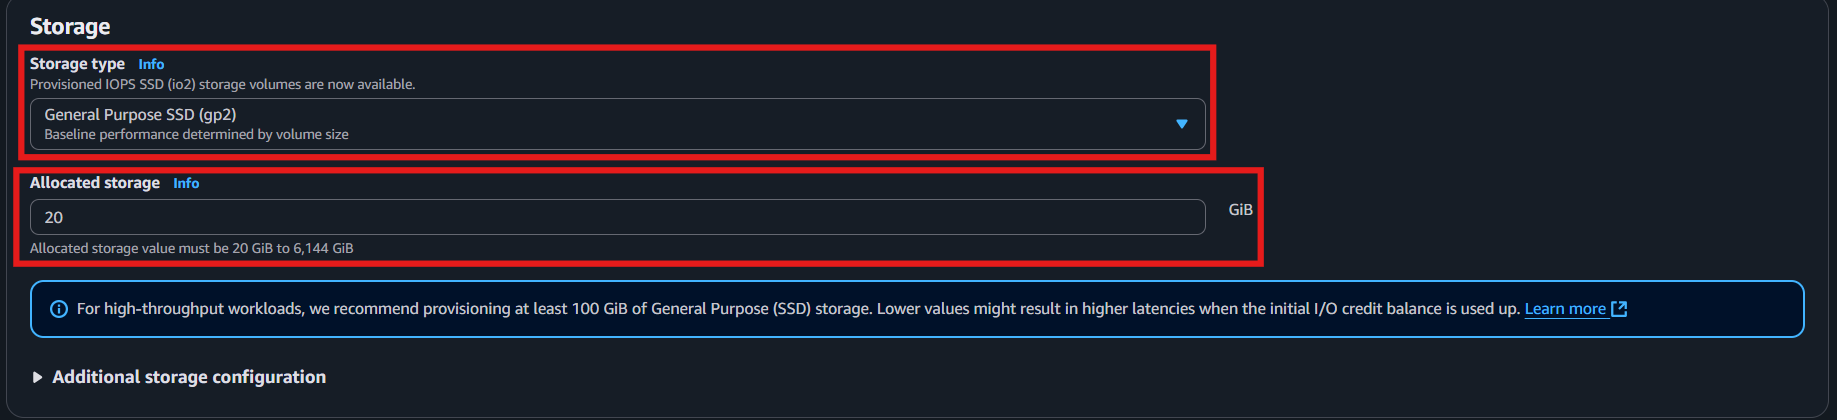 Storage
Storage type Info
Provisioned IOPS SSD (io2) storage volumes are now available.
General Purpose SSD (gp2)
Baseline performance determined by volume size
Allocated storage Info
20
GiB
Allocated storage value must be 20 GiB to 6,144 GiB
For high-throughput workloads, we recommend provisioning at least 100 GiB of General Purpose (SSD) storage. Lower values might result in higher latencies when the initial I/O credit balance is used up. Learn more
Additional storage configuration